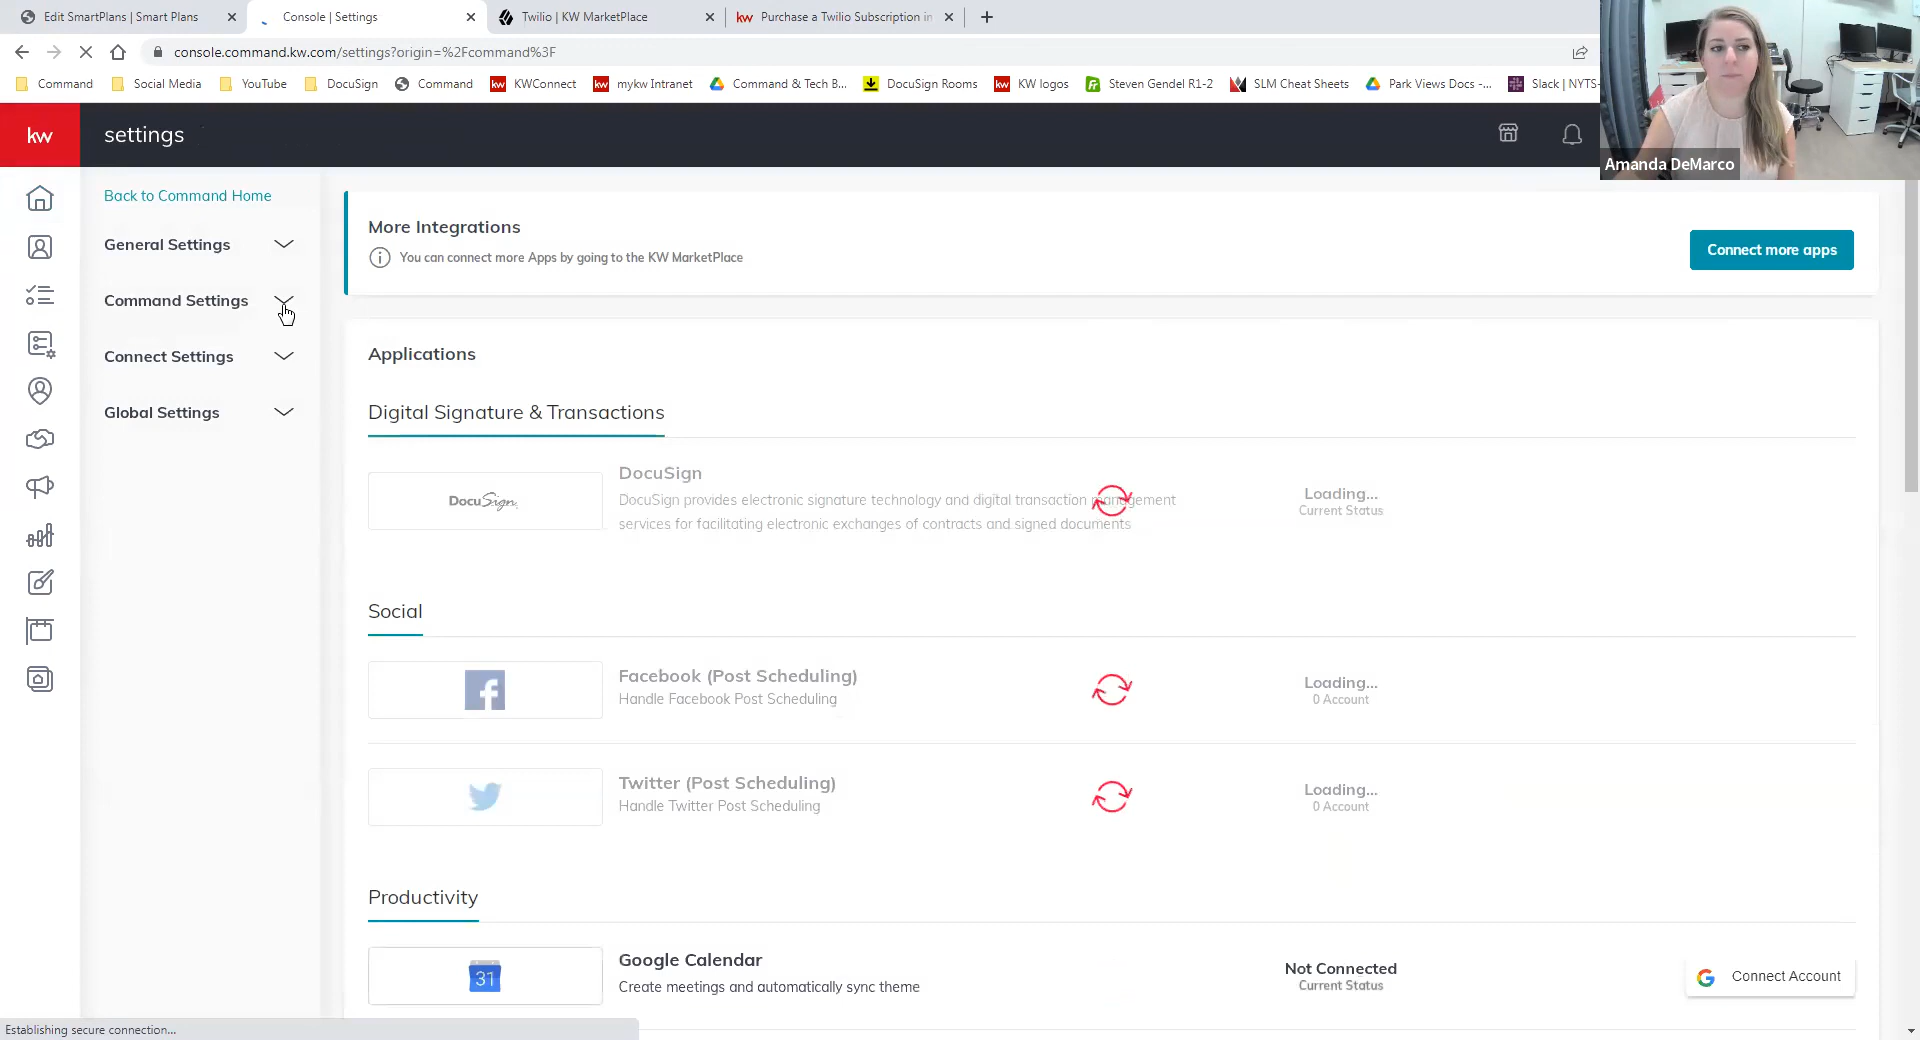 Edit SmartPlans | Smart Plans
Console | Settings
Twilio | KW MarketPlace
kw Purchase a Twilio Subscription in
console.command.kw.com/settings?origin=%2Fcommand%3F
Command
Social Media
YouTube
DocuSign
Command
kw KWConnect
kw mykw Intranet
Command & Tech B...
DocuSign Rooms
kw KW logos
Steven Gendel R1-2
SLM Cheat Sheets
Park Views Docs -...
Slack | NYTS-
kw
settings
Amanda DeMarco
Back to Command Home
General Settings
Command Settings
Connect Settings
Global Settings
More Integrations
You can connect more Apps by going to the KW MarketPlace
Connect more apps
Applications
Digital Signature & Transactions
DocuSign
DocuSign
DocuSign provides electronic signature technology and digital transaction management
services for facilitating electronic exchanges of contracts and signed documents
Loading...
Current Status
Social
Facebook (Post Scheduling)
Handle Facebook Post Scheduling
Loading...
0 Account
Twitter (Post Scheduling)
Handle Twitter Post Scheduling
Loading...
0 Account
Productivity
31
Google Calendar
Create meetings and automatically sync theme
Not Connected
Current Status
Connect Account
Establishing secure connection...